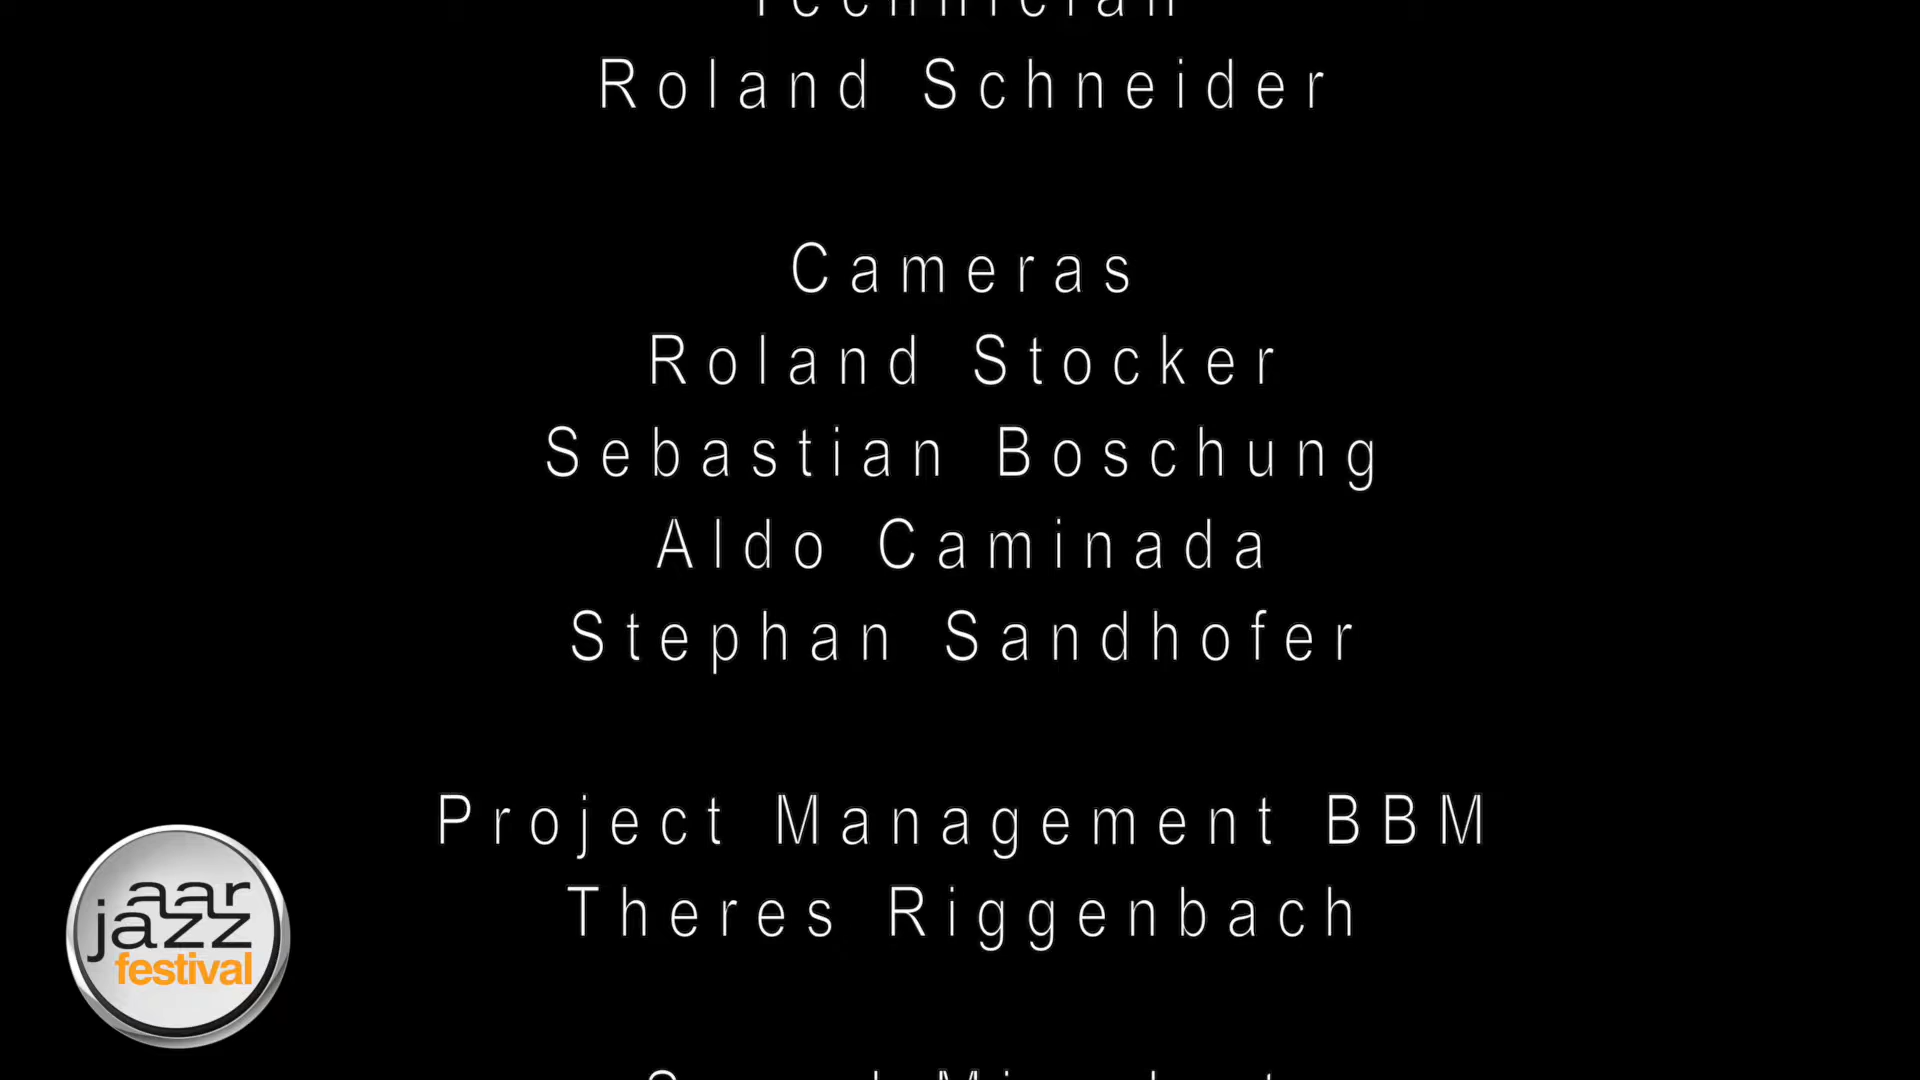 Technician
Roland Schneider
Cameras
Roland Stocker
Sebastian Boschung
Aldo Caminada
Stephan Sandhofer
Project Management BBM
Theres Riggenbach
aar
jazz
festival